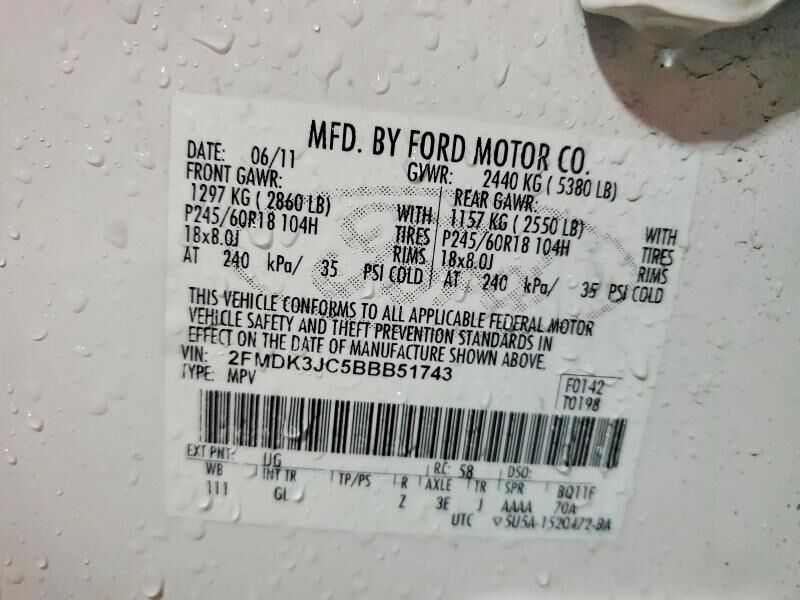 MFD. BY FORD MOTOR CO.
DATE: 06/11 GVWR: 2440 KG ( 5380 LB)
FRONT GAWR: REAR GAWR:
1297 KG ( 2860 LB) WITH 1157 KG ( 2550 LB) WITH
P245/60R18 104H TIRES P245/60R18 104H TIRES
18x8.0J RIMS 18x8.0J RIMS
AT 240 kPa/ 35 PSI COLD AT 240 kPa/ 35 PSI COLD
THIS VEHICLE CONFORMS TO ALL APPLICABLE FEDERAL MOTOR
VEHICLE SAFETY AND THEFT PREVENTION STANDARDS IN
EFFECT ON THE DATE OF MANUFACTURE SHOWN ABOVE.
VIN: 2FMDK3JC5BBB51743
TYPE: MPV
F0142
T0198
EXT PNT: UG RC: 58 DSO:
WB INT TR TP/PS R AXLE TR SPR BQ11F
111 GL Z 3E J AAAA 70A
UTC ▽5U5A-1520472-BA